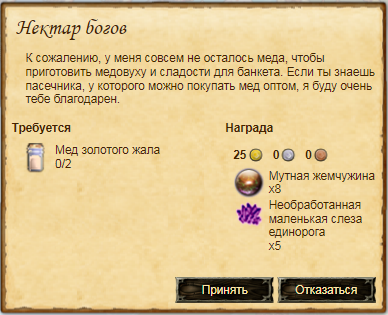 Нектар богов
К сожалению, у меня совсем не осталось меда, чтобы
приготовить медовуху и сладости для банкета. Если ты знаешь
пасечника, у которого можно покупать мед оптом, я буду очень
тебе благодарен.
Требуется
Мед золотого жала
0/2
Награда
25 0 0
Мутная жемчужина
x8
Необработанная
маленькая слеза
единорога
x5
Принять
Отказаться